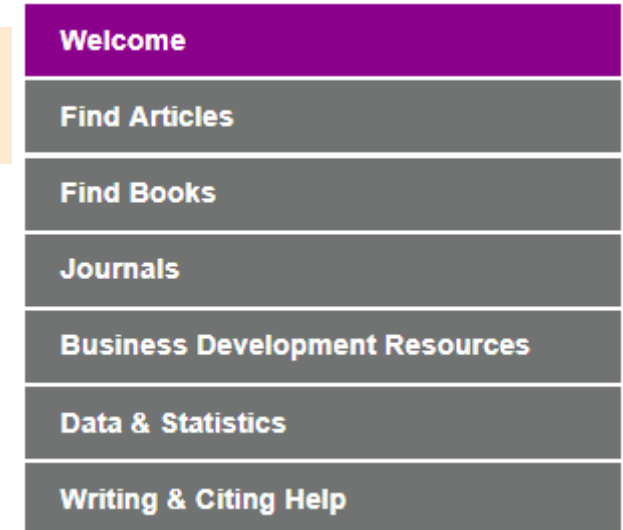 Welcome
Find Articles
Find Books
Journals
Business Development Resources
Data & Statistics
Writing & Citing Help